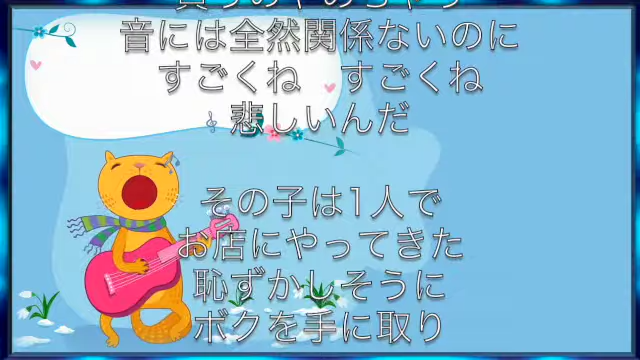 音には全然関係ないのに
すごくね　すごくね
悲しいんだ
その子は1人で
お店にやってきた
恥ずかしそうに
ボクを手に取り